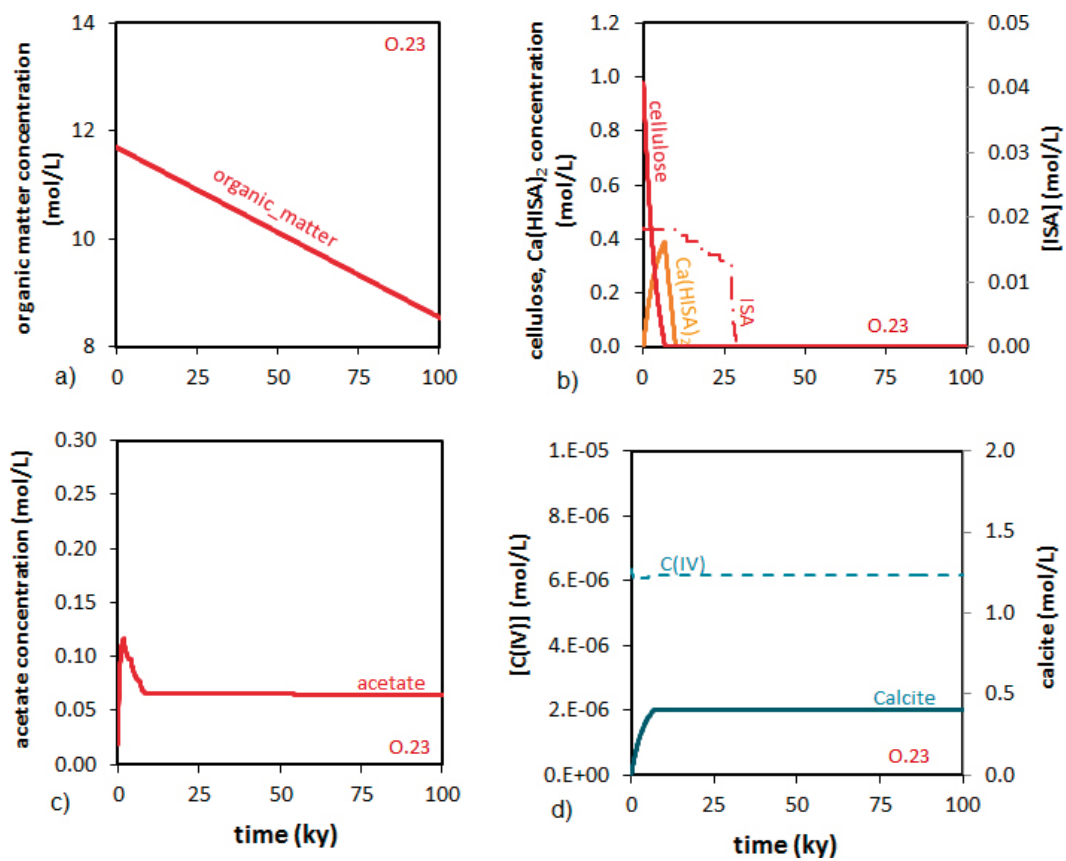 14
12
10
8
0
25
50
75
100
organic matter concentration
(mol/L)
O.23
organic_matter
a)
1.2
1.0
0.8
0.6
0.4
0.2
0.0
0
25
50
75
100
0.05
0.04
0.03
0.02
0.01
0.00
cellulose, Ca(HISA)2 concentration
(mol/L)
[ISA] (mol/L)
cellulose
Ca(HISA)2
ISA
O.23
b)
0.30
0.25
0.20
0.15
0.10
0.05
0.00
0
25
50
75
100
acetate concentration (mol/L)
acetate
O.23
c)
time (ky)
1.E-05
8.E-06
6.E-06
4.E-06
2.E-06
0.E+00
0
25
50
75
100
2.0
1.5
1.0
0.5
0.0
[C(IV)] (mol/L)
calcite (mol/L)
C(IV)
Calcite
O.23
d)
time (ky)